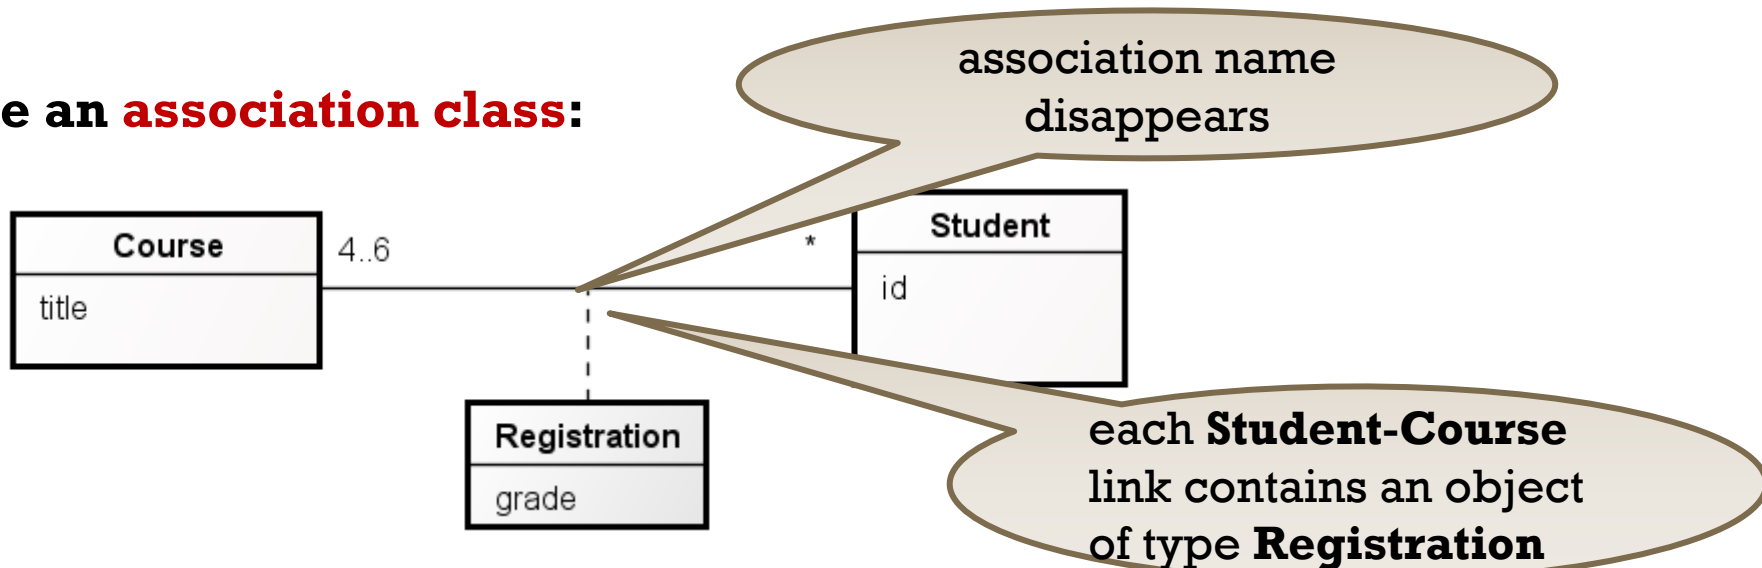 association name
disappears
e an association class:
Course
4..6
*
Student
title
id
Registration
grade
each Student-Course
link contains an object
of type Registration